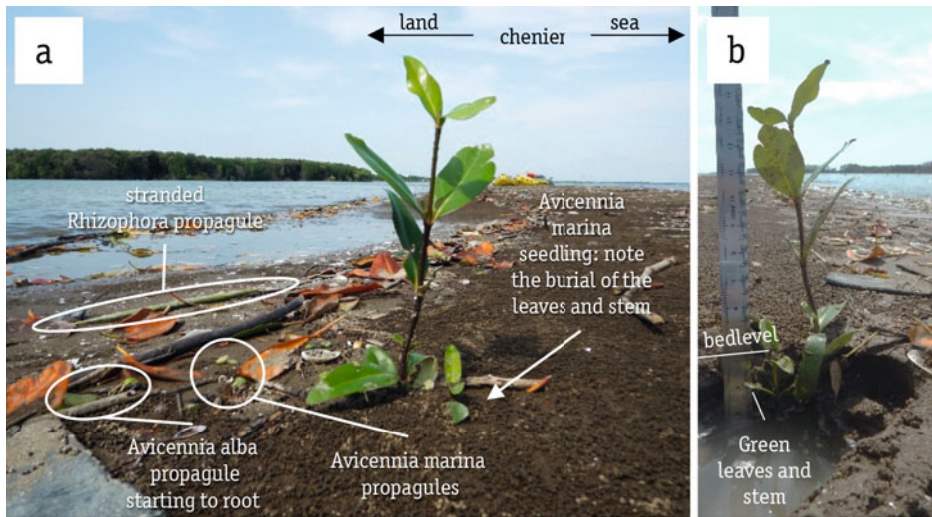 a
land
chenier
sea
stranded
Rhizophora propagule
Avicennia
marina
seedling: note
the burial of the
leaves and stem
Avicennia alba
propagule
starting to root
Avicennia marina
propagules
b
bedlevel
Green
leaves and
stem